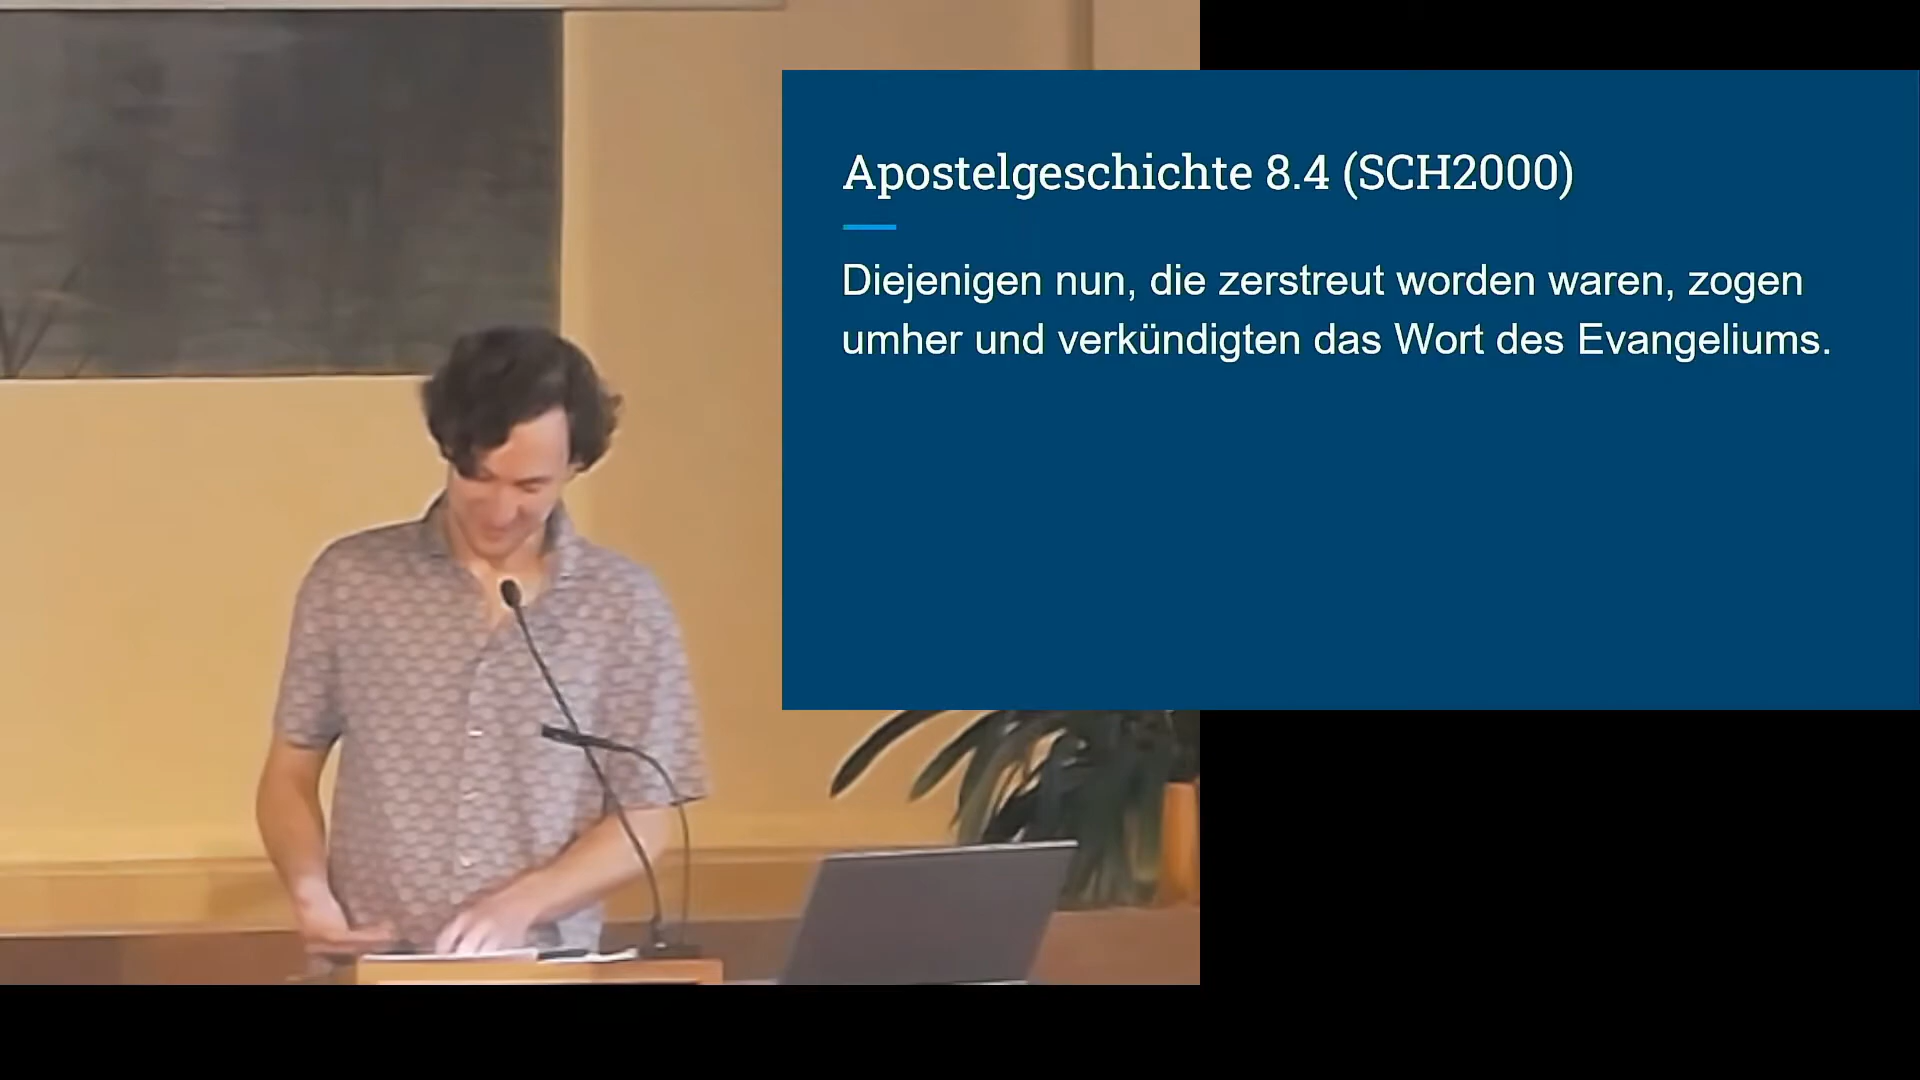 Apostelgeschichte 8.4 (SCH2000)
Diejenigen nun, die zerstreut worden waren, zogen
umher und verkündigten das Wort des Evangeliums.